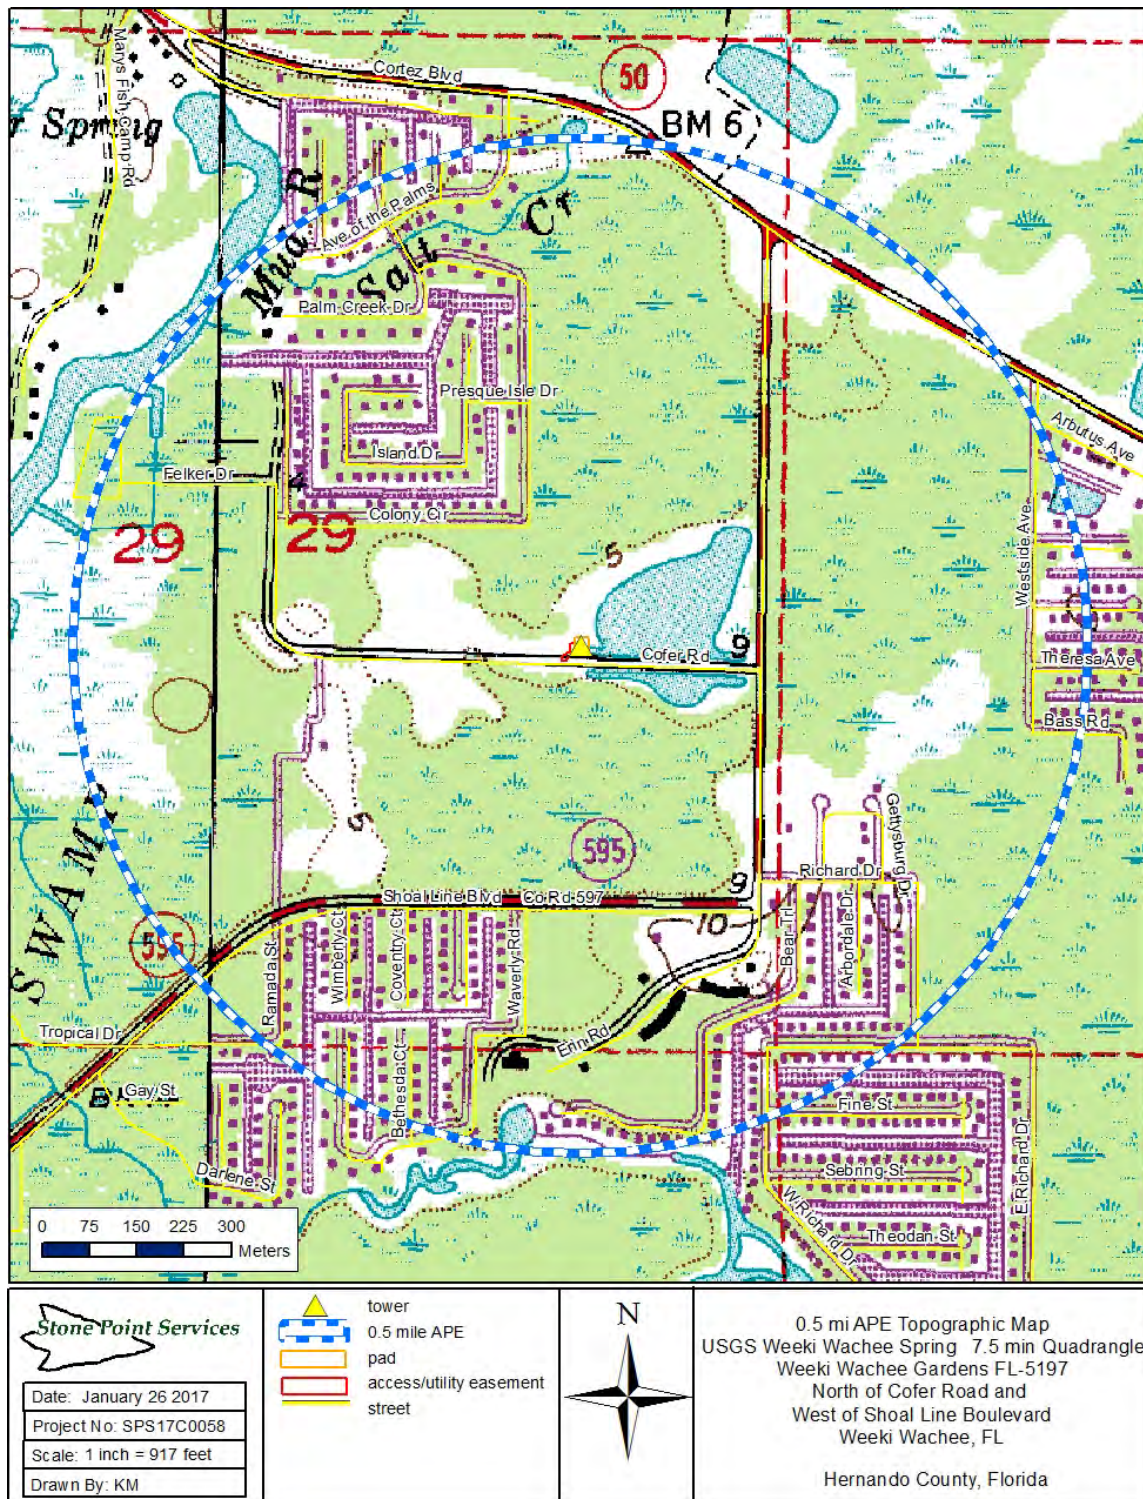 Cortez Blvd
50
BM 6
Marys Fish Camp Rd
r Spring
Mud R
Ave of the Palms
Salt Cr
Palm Creek Dr
Presque Isle Dr
Arbutus Ave
Island Dr
Felker Dr
4
Colony Cir
29
29
5
Westside Ave
Cofer Rd
9
Theresa Ave
Bass Rd
5
SWAMP
595
Gettysburg Dr
Richard Dr
9
Shoal Line Blvd
Co Rd 597
10
595
Ramada St
Wimberly Ct
Coventry Ct
Waverly Rd
Bear Trl
Arbordale Dr
Tropical Dr
Erin Rd
Bethesda Ct
Gay St
Fine St
Darlene St
Sebring St
E Richard Dr
W Richard Dr
Theodan St
0 75 150 225 300
Meters
Stone Point Services
Date: January 26 2017
Project No: SPS17C0058
Scale: 1 inch = 917 feet
Drawn By: KM
tower
0.5 mile APE
pad
access/utility easement
street
N
0.5 mi APE Topographic Map
USGS Weeki Wachee Spring 7.5 min Quadrangle
Weeki Wachee Gardens FL-5197
North of Cofer Road and
West of Shoal Line Boulevard
Weeki Wachee, FL
Hernando County, Florida